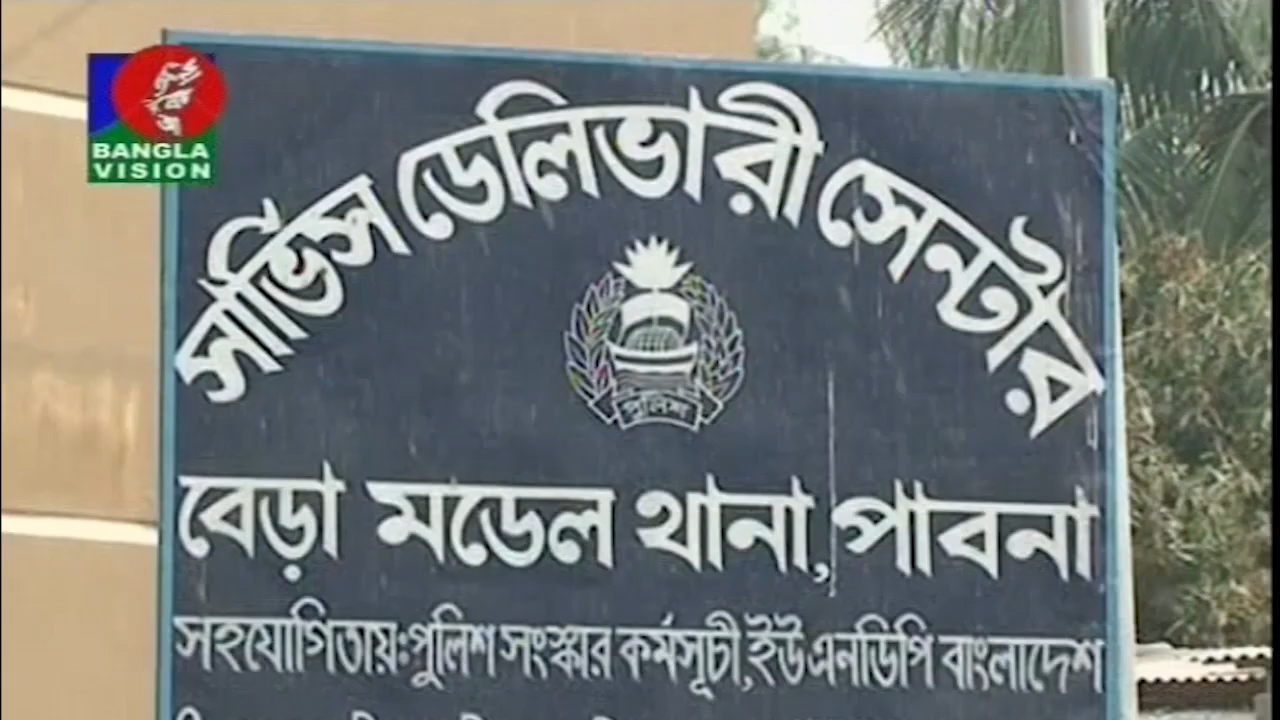 BANGLA
VISION
সার্ভিস ডেলিভারী সেন্টার
পুলিশ
বেড়া মডেল থানা, পাবনা
সহযোগিতায়ঃপুলিশ সংস্কার কর্মসূচী,ইউএনডিপি বাংলাদেশ